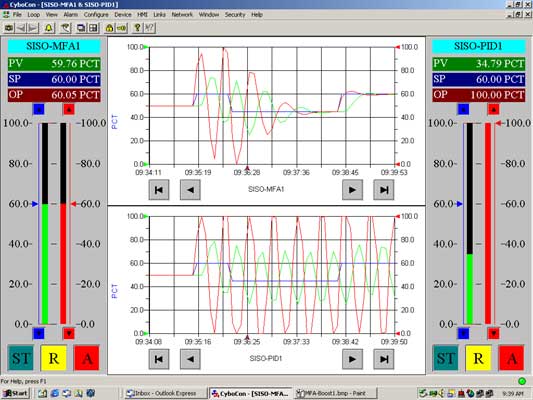 CyboCon - [SISO-MFA1 & SISO-PID1]
File Loop View Alarm Configure Device HMI Links Network Window Security Help
SISO-MFA1
PV 59.76 PCT
SP 60.00 PCT
OP 60.05 PCT
100.0 -100.0
80.0 -80.0
60.0 -60.0
40.0 -40.0
20.0 -20.0
0.0 -0.0
ST R A
100.0 100.0
80.0 80.0
60.0 60.0
40.0 40.0
20.0 20.0
0.0 0.0
PCT
09:34:11 09:35:19 09:36:28 09:37:36 09:38:45 09:39:53
SISO-MFA1
100.0 100.0
80.0 80.0
60.0 60.0
40.0 40.0
20.0 20.0
0.0 0.0
PCT
09:34:08 09:35:16 09:36:25 09:37:33 09:38:42 09:39:50
SISO-PID1
SISO-PID1
PV 34.79 PCT
SP 60.00 PCT
OP 100.00 PCT
100.0 -100.0
80.0 -80.0
60.0 -60.0
40.0 -40.0
20.0 -20.0
0.0 -0.0
ST R A
For Help, press F1
Start Inbox - Outlook Express CyboCon - [SISO-MFA... MFA-Boost1.bmp - Paint 9:39 AM